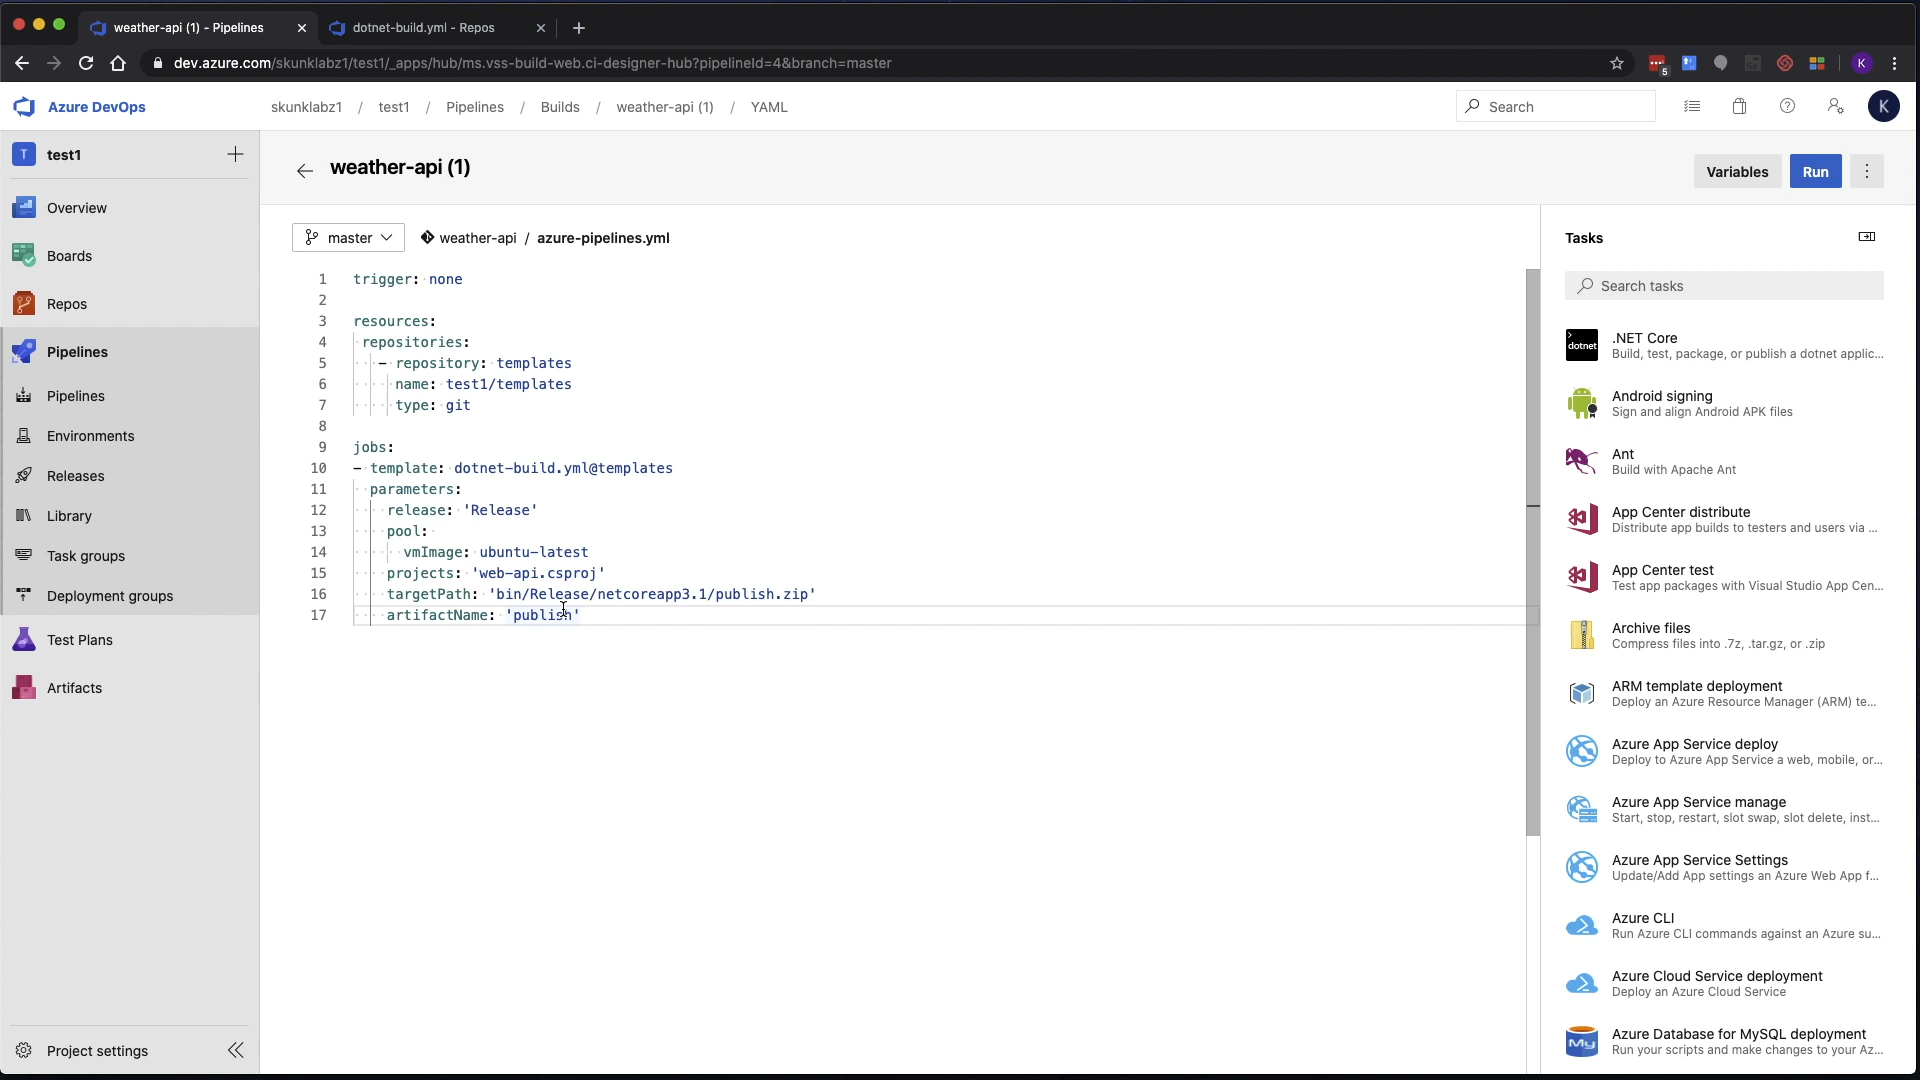 weather-api (1) - Pipelines
dotnet-build.yml - Repos
dev.azure.com/skunklabz1/test1/_apps/hub/ms.vss-build-web.ci-designer-hub?pipelineId=4&branch=master
5
K
Azure DevOps
skunklabz1 / test1 / Pipelines / Builds / weather-api (1) / YAML
Search
K
T test1
Overview
Boards
Repos
Pipelines
Pipelines
Environments
Releases
Library
Task groups
Deployment groups
Test Plans
Artifacts
Project settings
weather-api (1)
Variables
Run
master
weather-api / azure-pipelines.yml
1 trigger: none
2
3 resources:
4 repositories:
5 - repository: templates
6 name: test1/templates
7 type: git
8
9 jobs:
10 - template: dotnet-build.yml@templates
11 parameters:
12 release: 'Release'
13 pool:
14 vmImage: ubuntu-latest
15 projects: 'web-api.csproj'
16 targetPath: 'bin/Release/netcoreapp3.1/publish.zip'
17 artifactName: 'publish'
Tasks
Search tasks
dotnet
.NET Core
Build, test, package, or publish a dotnet applic...
Android signing
Sign and align Android APK files
Ant
Build with Apache Ant
App Center distribute
Distribute app builds to testers and users via ...
App Center test
Test app packages with Visual Studio App Cen...
Archive files
Compress files into .7z, .tar.gz, or .zip
ARM template deployment
Deploy an Azure Resource Manager (ARM) te...
Azure App Service deploy
Deploy to Azure App Service a web, mobile, or...
Azure App Service manage
Start, stop, restart, slot swap, slot delete, inst...
Azure App Service Settings
Update/Add App settings an Azure Web App f...
Azure CLI
Run Azure CLI commands against an Azure su...
Azure Cloud Service deployment
Deploy an Azure Cloud Service
My
Azure Database for MySQL deployment
Run your scripts and make changes to your Az...